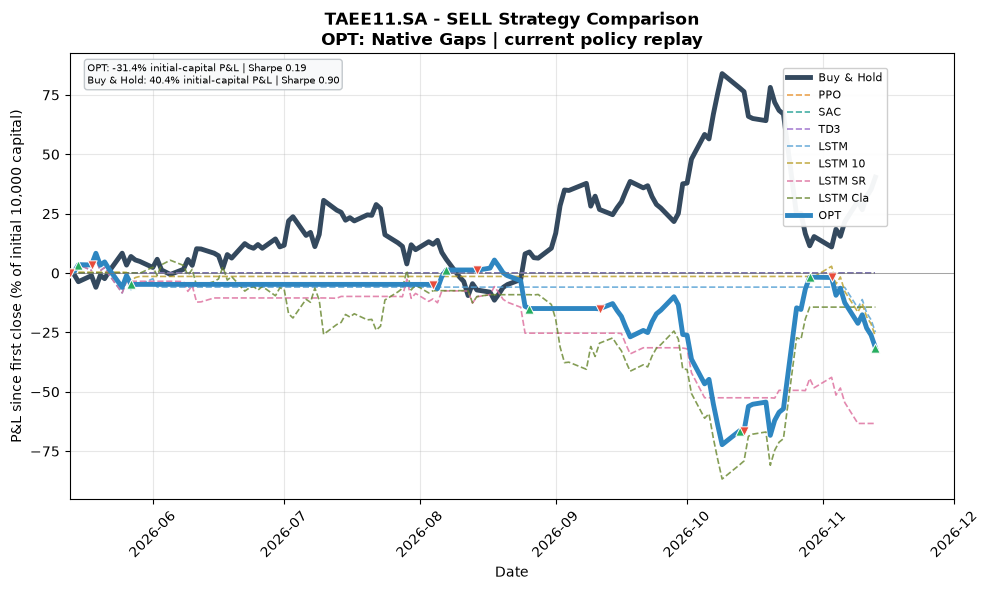 TAEE11.SA - SELL Strategy Comparison
OPT: Native Gaps | current policy replay
OPT: -31.4% initial-capital P&L | Sharpe 0.19
Buy & Hold: 40.4% initial-capital P&L | Sharpe 0.90
Buy & Hold
PPO
SAC
TD3
LSTM
LSTM 10
LSTM SR
LSTM Cla
OPT
P&L since first close (% of initial 10,000 capital)
75
50
25
0
−25
−50
−75
2026-06
2026-07
2026-08
2026-09
2026-10
2026-11
2026-12
Date